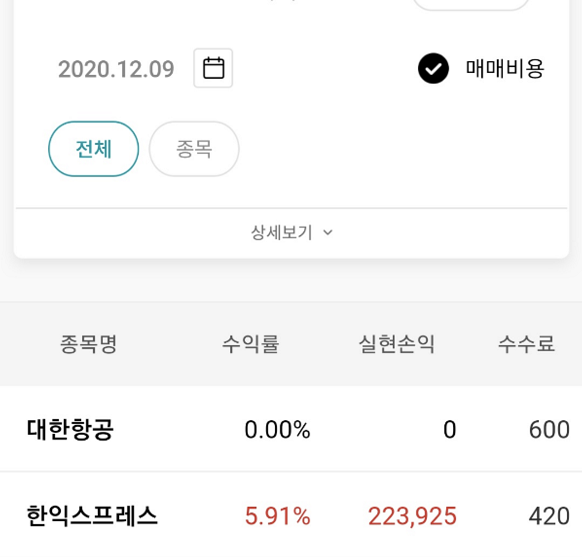 2020.12.09 매매비용
전체 종목
상세보기
종목명 수익률 실현손익 수수료
대한항공 0.00% 0 600
한익스프레스 5.91% 223,925 420